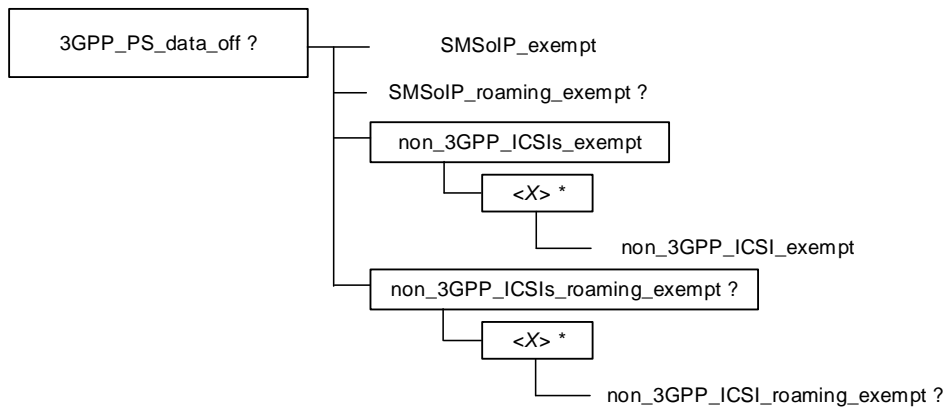 3GPP_PS_data_off ?
SMSoIP_exempt
SMSoIP_roaming_exempt ?
non_3GPP_ICSIs_exempt
<X> *
non_3GPP_ICSI_exempt
non_3GPP_ICSIs_roaming_exempt ?
<X> *
non_3GPP_ICSI_roaming_exempt ?